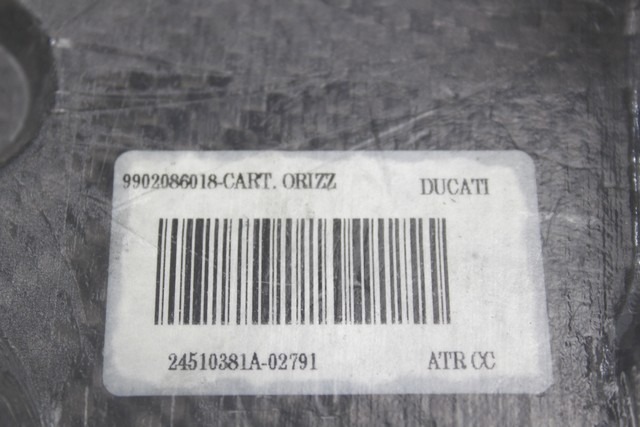 9902086018-CART. ORIZZ DUCATI
24510381A-02791 ATR CC